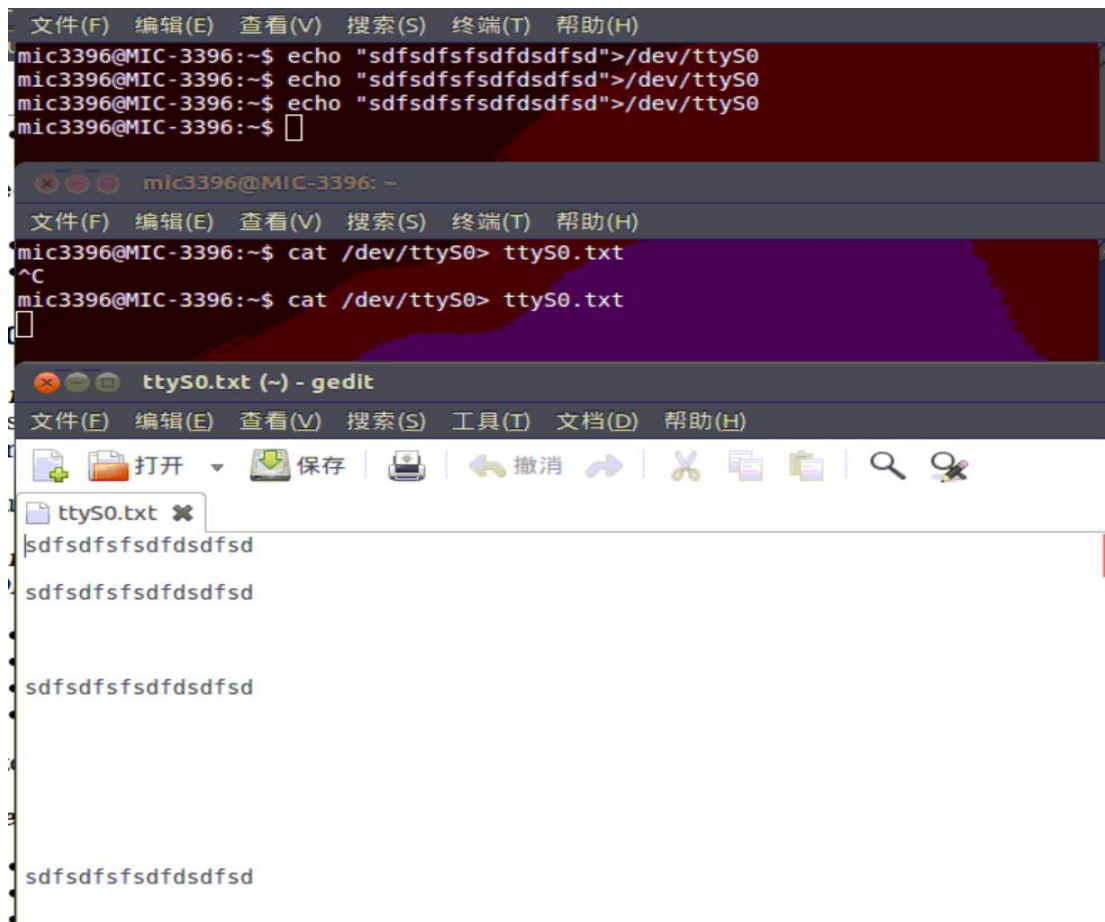 文件(F) 编辑(E) 查看(V) 搜索(S) 终端(T) 帮助(H)
mic3396@MIC-3396:~$ echo "sdfsdfsfsdfdsdfsd">/dev/ttyS0
mic3396@MIC-3396:~$ echo "sdfsdfsfsdfdsdfsd">/dev/ttyS0
mic3396@MIC-3396:~$ echo "sdfsdfsfsdfdsdfsd">/dev/ttyS0
mic3396@MIC-3396:~$
mic3396@MIC-3396: ~
文件(F) 编辑(E) 查看(V) 搜索(S) 终端(T) 帮助(H)
mic3396@MIC-3396:~$ cat /dev/ttyS0> ttyS0.txt
^C
mic3396@MIC-3396:~$ cat /dev/ttyS0> ttyS0.txt
ttyS0.txt (~) - gedit
文件(F) 编辑(E) 查看(V) 搜索(S) 工具(T) 文档(D) 帮助(H)
打开 保存 撤消
ttyS0.txt
sdfsdfsfsdfdsdfsd
sdfsdfsfsdfdsdfsd
sdfsdfsfsdfdsdfsd
sdfsdfsfsdfdsdfsd